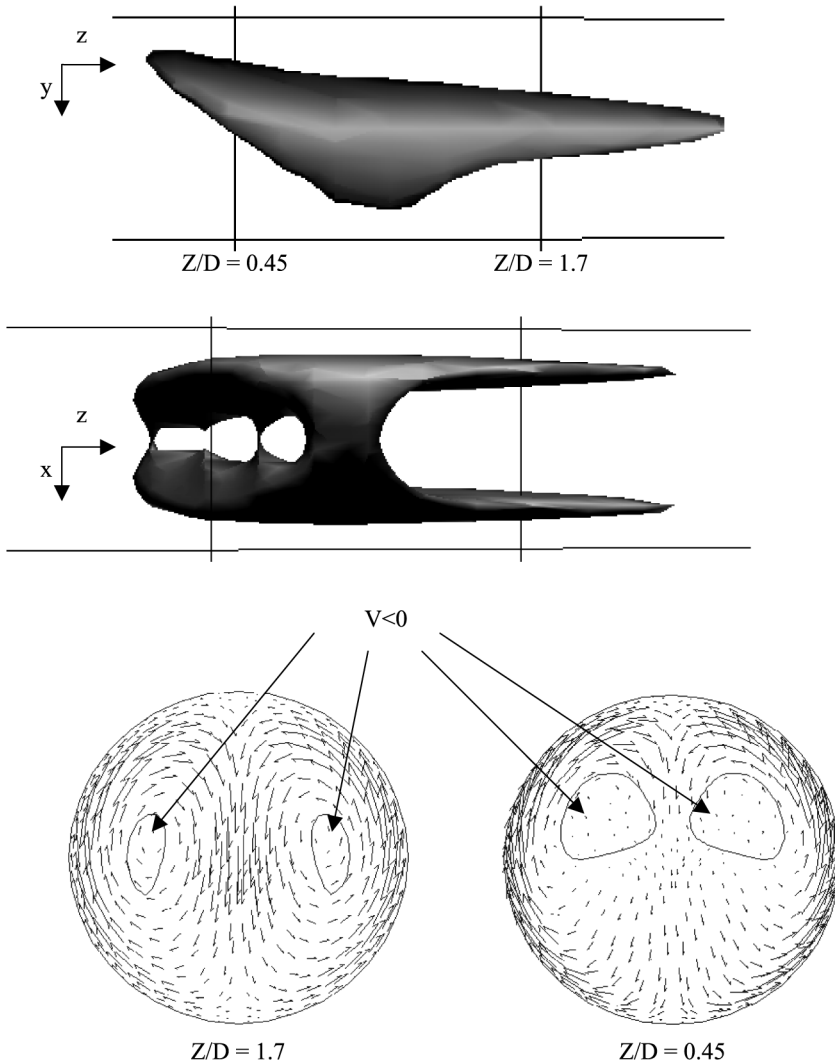 z
y
Z/D = 0.45
Z/D = 1.7
z
x
V<0
Z/D = 1.7
Z/D = 0.45